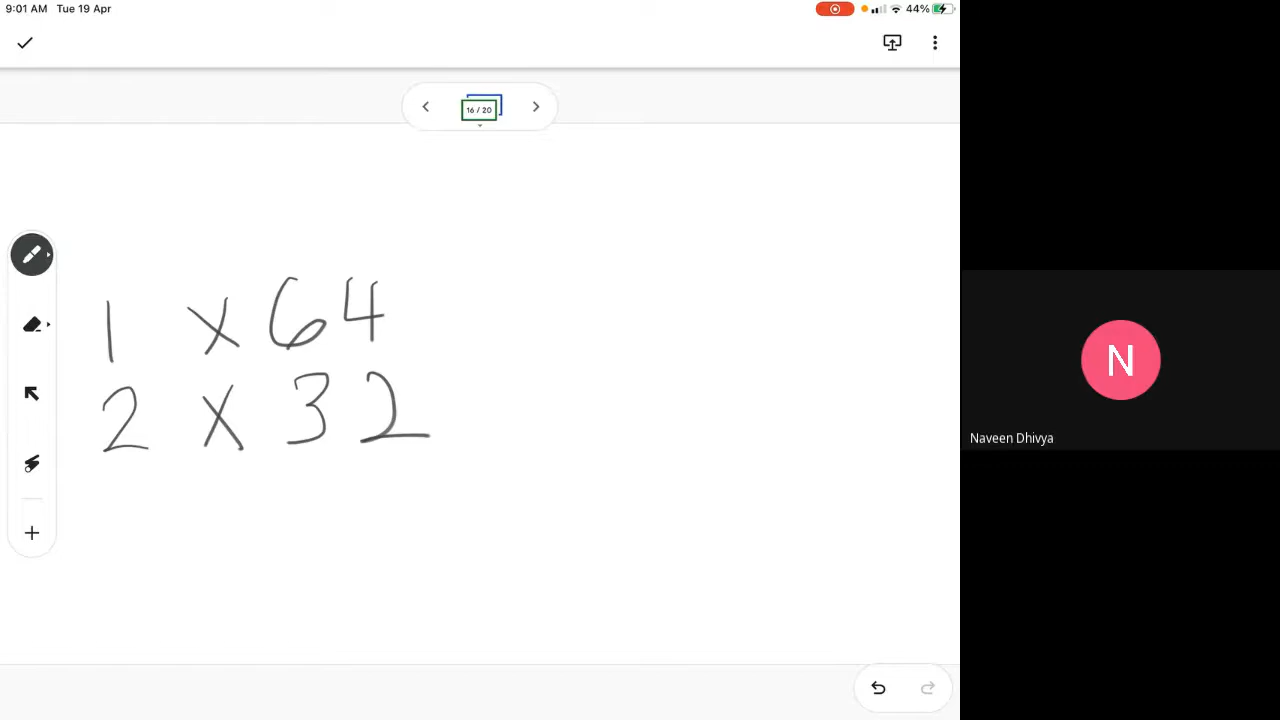 9:01 AM Tue 19 Apr 44%
16 / 20
1 x 64
2 x 32
N
Naveen Dhivya